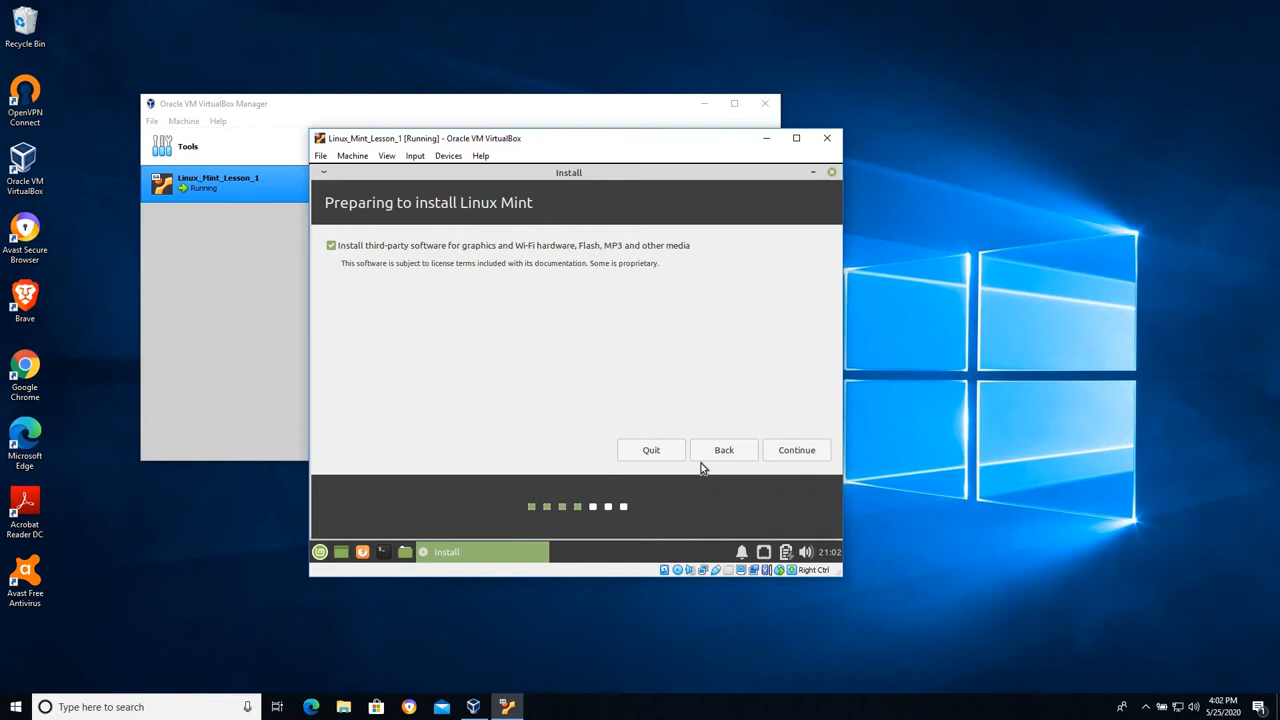 Recycle Bin
OpenVPN
Connect
Oracle VM
VirtualBox
Avast Secure
Browser
Brave
Google
Chrome
Microsoft
Edge
Acrobat
Reader DC
Avast Free
Antivirus
Oracle VM VirtualBox Manager
File Machine Help
Tools
Linux_Mint_Lesson_1
Running
Linux_Mint_Lesson_1 [Running] - Oracle VM VirtualBox
File Machine View Input Devices Help
Install
Preparing to install Linux Mint
Install third-party software for graphics and Wi-Fi hardware, Flash, MP3 and other media
This software is subject to license terms included with its documentation. Some is proprietary.
Quit Back Continue
Install 21:02
Right Ctrl
Type here to search
4:02 PM
5/25/2020
1